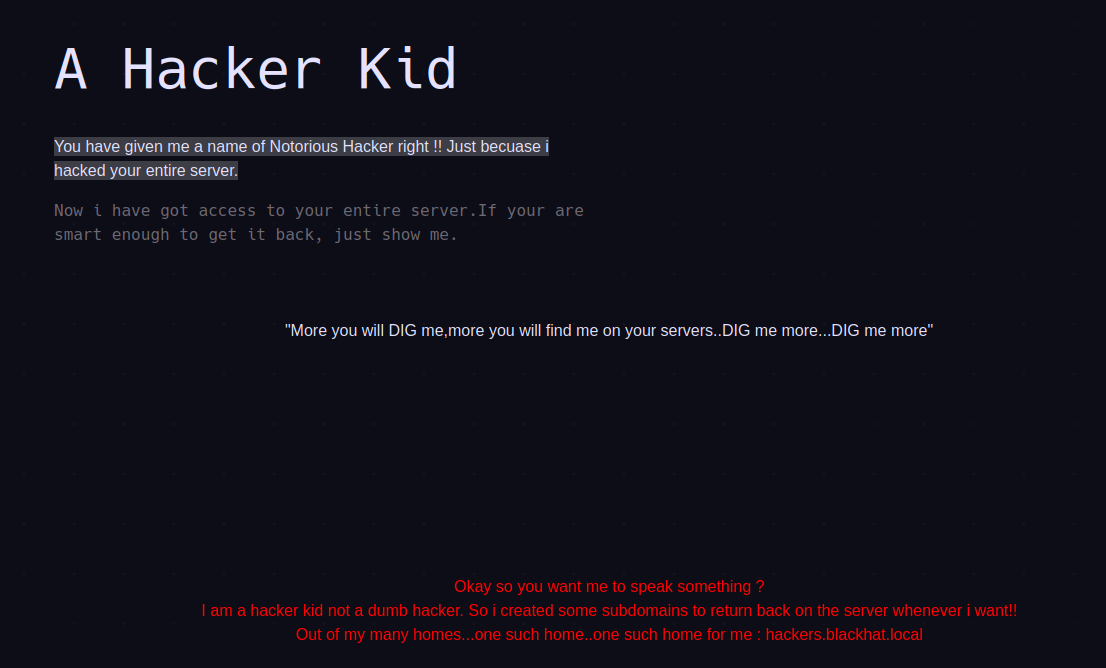 A Hacker Kid
You have given me a name of Notorious Hacker right !! Just becuase i
hacked your entire server.
Now i have got access to your entire server.If your are
smart enough to get it back, just show me.
"More you will DIG me,more you will find me on your servers..DIG me more...DIG me more"
Okay so you want me to speak something ?
I am a hacker kid not a dumb hacker. So i created some subdomains to return back on the server whenever i want!!
Out of my many homes...one such home..one such home for me : hackers.blackhat.local